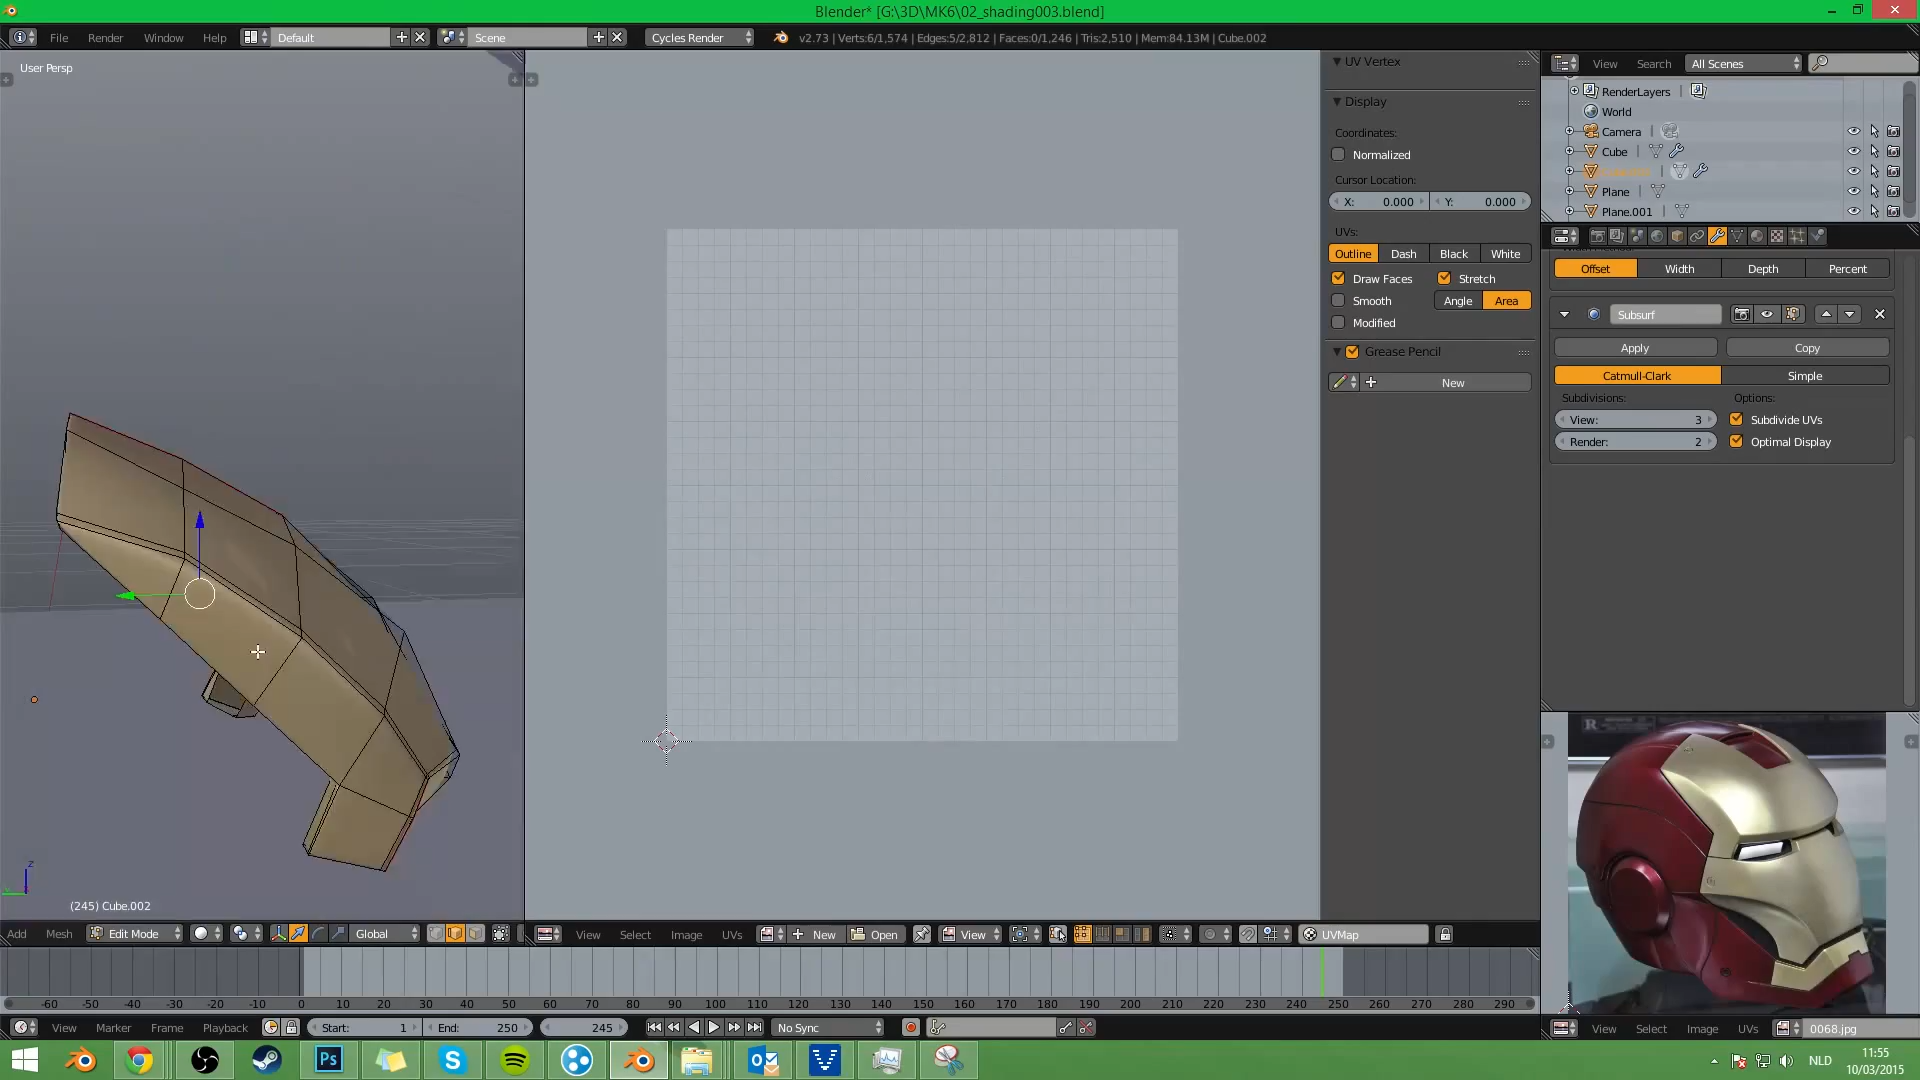 Blender* [G:\3D\MK6\02_shading003.blend]
File Render Window Help Default Scene Cycles Render v2.73 | Verts:6/1,574 | Edges:5/2,812 | Faces:0/1,246 | Tris:2,510 | Mem:84.13M | Cube.002
User Persp
UV Vertex
Display
Coordinates:
Normalized
Cursor Location:
X: 0.000 Y: 0.000
UVs:
Outline Dash Black White
Draw Faces Stretch
Smooth Angle Area
Modified
Grease Pencil
New
View Search All Scenes
RenderLayers
World
Camera
Cube
Plane
Plane.001
Offset Width Depth Percent
Subsurf
Apply Copy
Catmull-Clark Simple
Subdivisions: Options:
View: 3 Subdivide UVs
Render: 2 Optimal Display
R
(245) Cube.002
Add Mesh Edit Mode Global
View Select Image UVs New Open View UVMap
-60 -50 -40 -30 -20 -10 0 10 20 30 40 50 60 70 80 90 100 110 120 130 140 150 160 170 180 190 200 210 220 230 240 250 260 270 280 290
View Marker Frame Playback Start: 1 End: 250 245 No Sync
View Select Image UVs 0068.jpg
Ps
NLD
11:55
10/03/2015